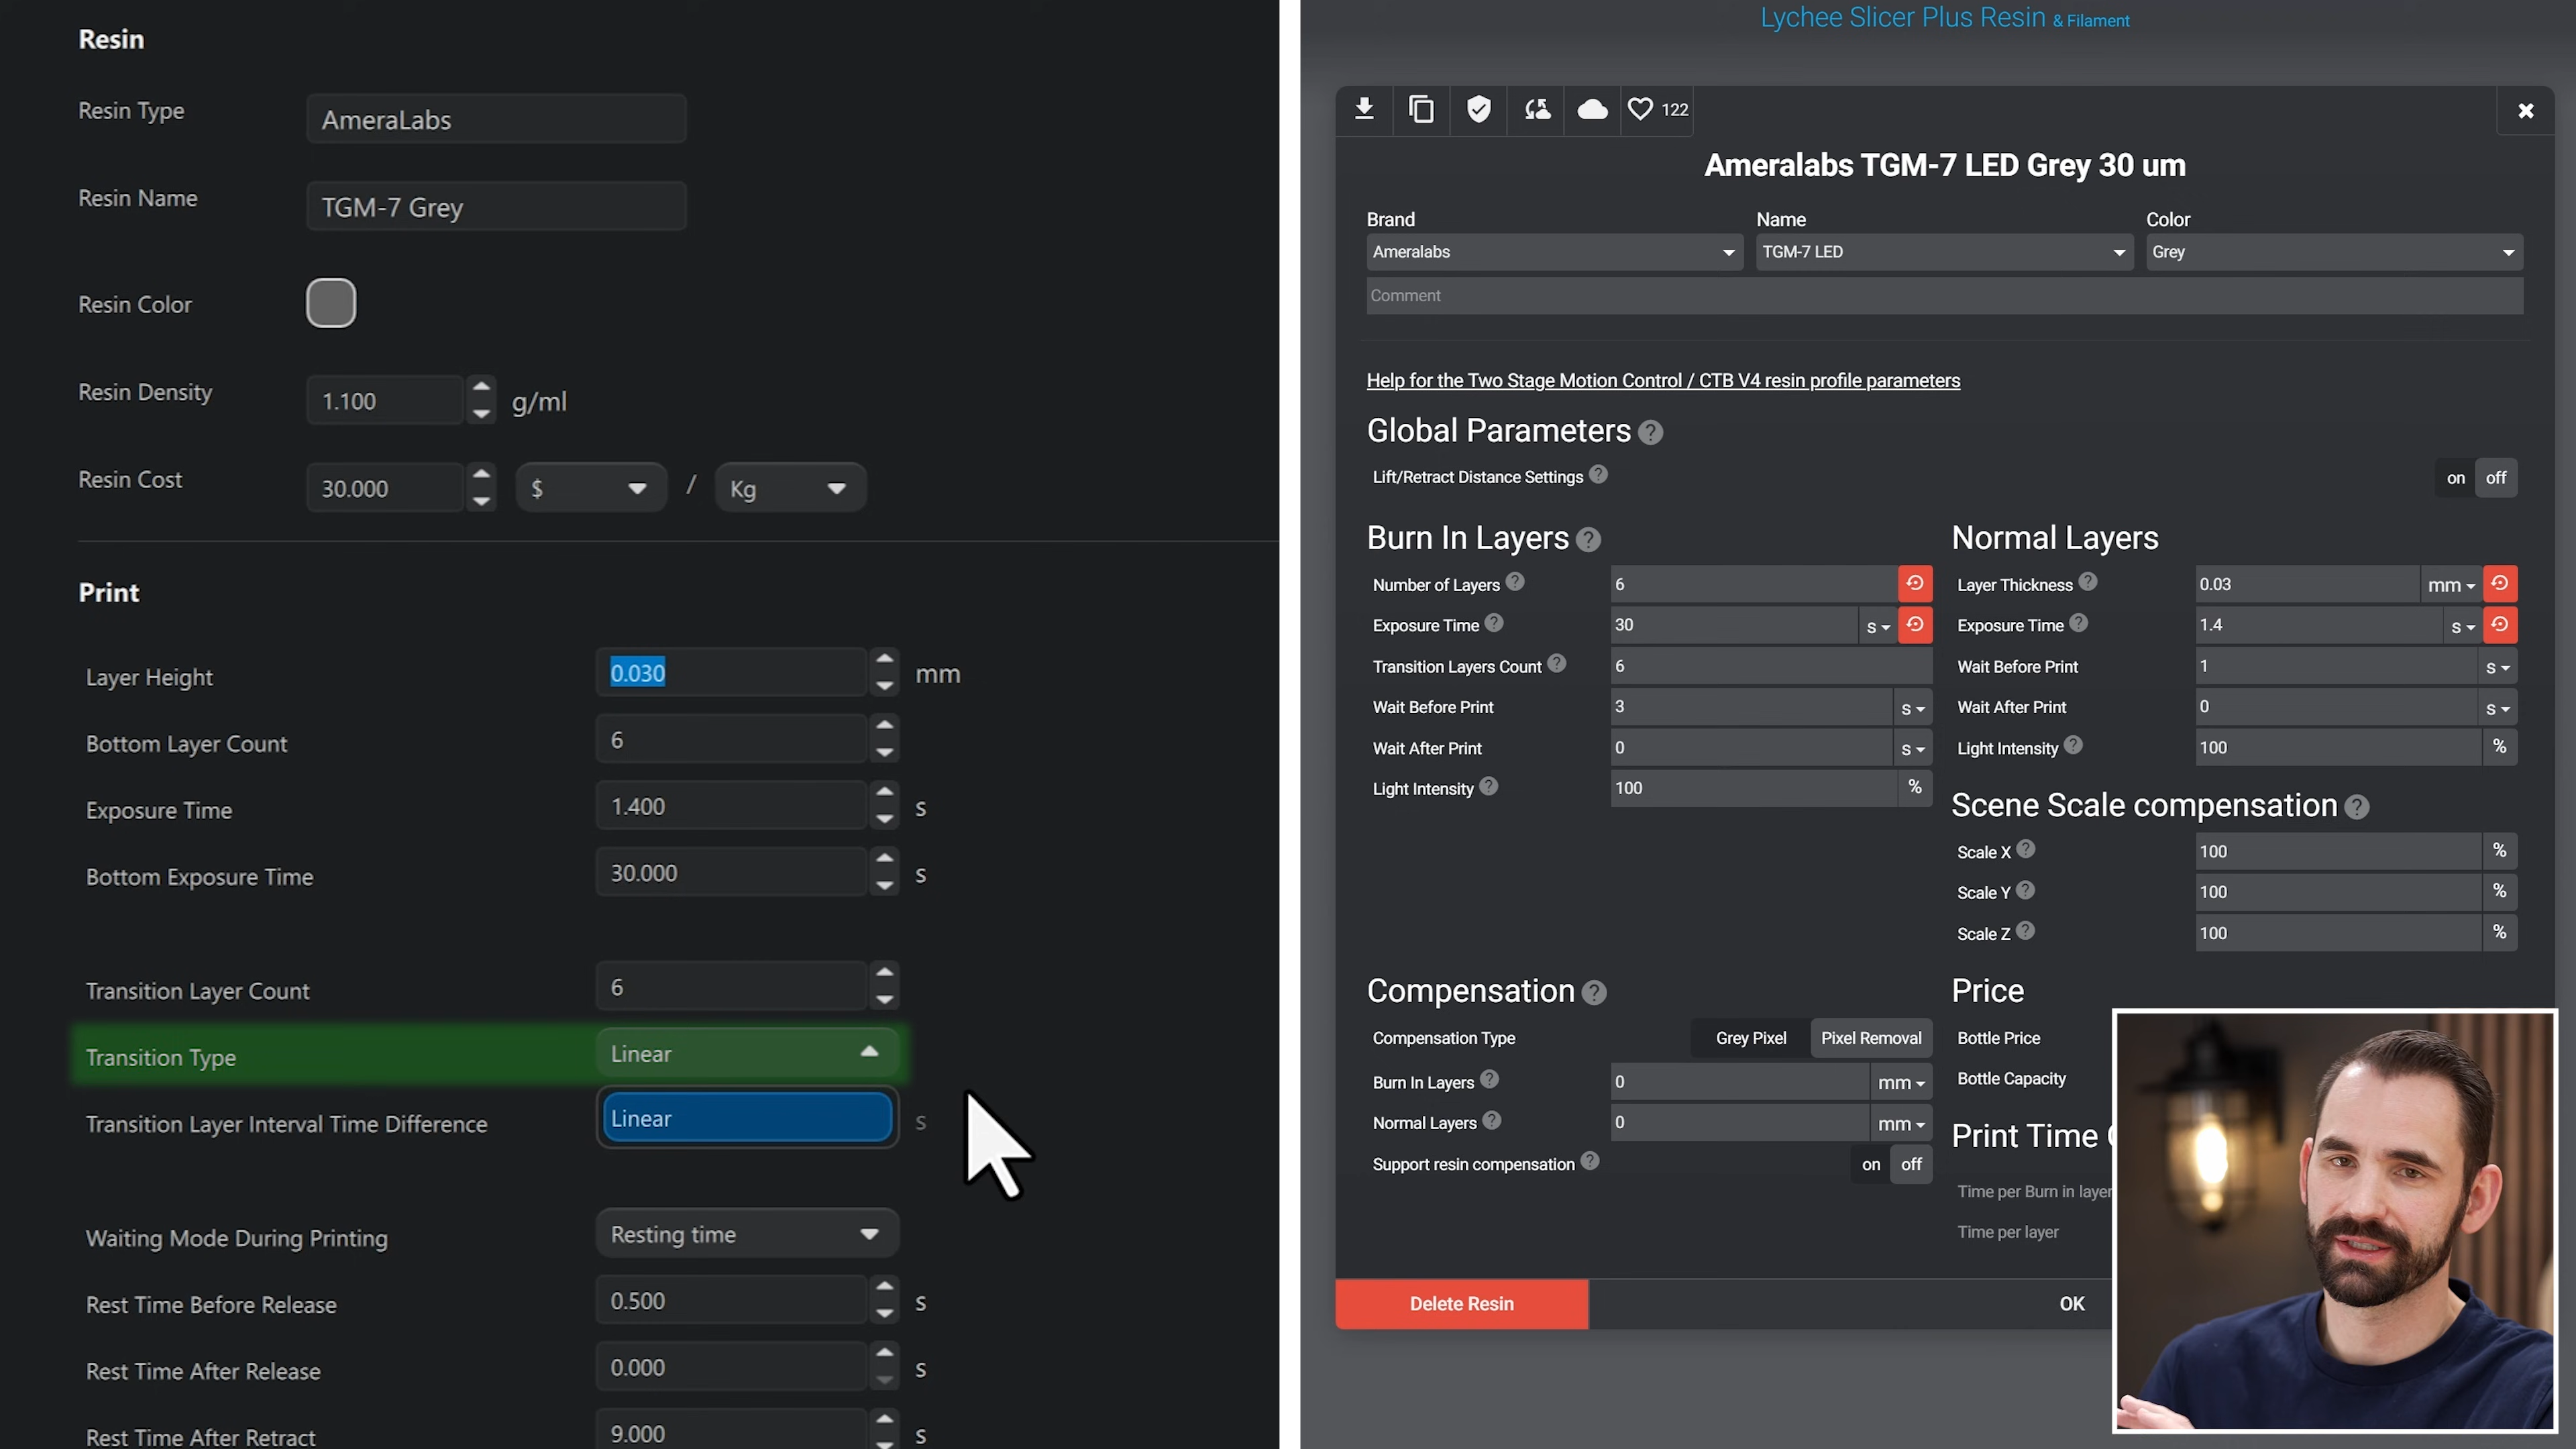 Resin
Resin Type AmeraLabs
Resin Name TGM-7 Grey
Resin Color
Resin Density 1.100 g/ml
Resin Cost 30.000 $ / Kg
Print
Layer Height 0.030 mm
Bottom Layer Count 6
Exposure Time 1.400 s
Bottom Exposure Time 30.000 s
Transition Layer Count 6
Transition Type Linear
Linear
Transition Layer Interval Time Difference s
Waiting Mode During Printing Resting time
Rest Time Before Release 0.500 s
Rest Time After Release 0.000 s
Rest Time After Retract 9.000 s
Lychee Slicer Plus Resin & Filament
122
Ameralabs TGM-7 LED Grey 30 um
Brand Name Color
Ameralabs TGM-7 LED Grey
Comment
Help for the Two Stage Motion Control / CTB V4 resin profile parameters
Global Parameters ?
Lift/Retract Distance Settings ? on off
Burn In Layers ?
Number of Layers ? 6
Exposure Time ? 30 s
Transition Layers Count ? 6
Wait Before Print 3 s
Wait After Print 0 s
Light Intensity ? 100 %
Normal Layers
Layer Thickness ? 0.03 mm
Exposure Time ? 1.4 s
Wait Before Print 1 s
Wait After Print 0 s
Light Intensity ? 100 %
Scene Scale compensation ?
Scale X ? 100 %
Scale Y ? 100 %
Scale Z ? 100 %
Compensation ?
Compensation Type Grey Pixel Pixel Removal
Burn In Layers ? 0 mm
Normal Layers ? 0 mm
Support resin compensation ? on off
Price
Bottle Price
Bottle Capacity
Print Time
Time per Burn in layer
Time per layer
Delete Resin OK